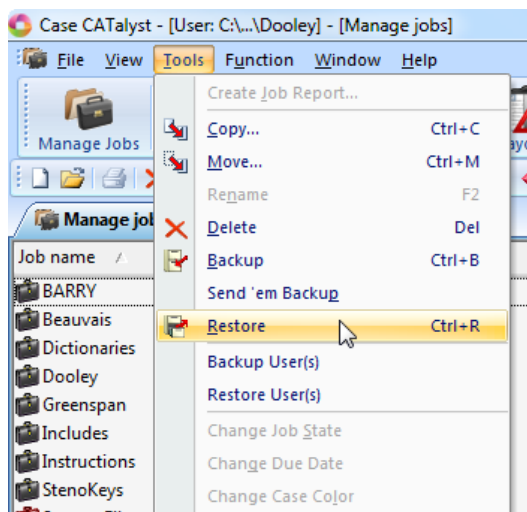 Case CATalyst - [User: C:\...\Dooley] - [Manage jobs]
File View Tools Function Window Help
Manage Jobs
Create Job Report...
Copy... Ctrl+C
Move... Ctrl+M
Rename F2
Delete Del
Backup Ctrl+B
Send 'em Backup
Restore Ctrl+R
Backup User(s)
Restore User(s)
Change Job State
Change Due Date
Change Case Color
Manage jo
Job name
BARRY
Beauvais
Dictionaries
Dooley
Greenspan
Includes
Instructions
StenoKeys